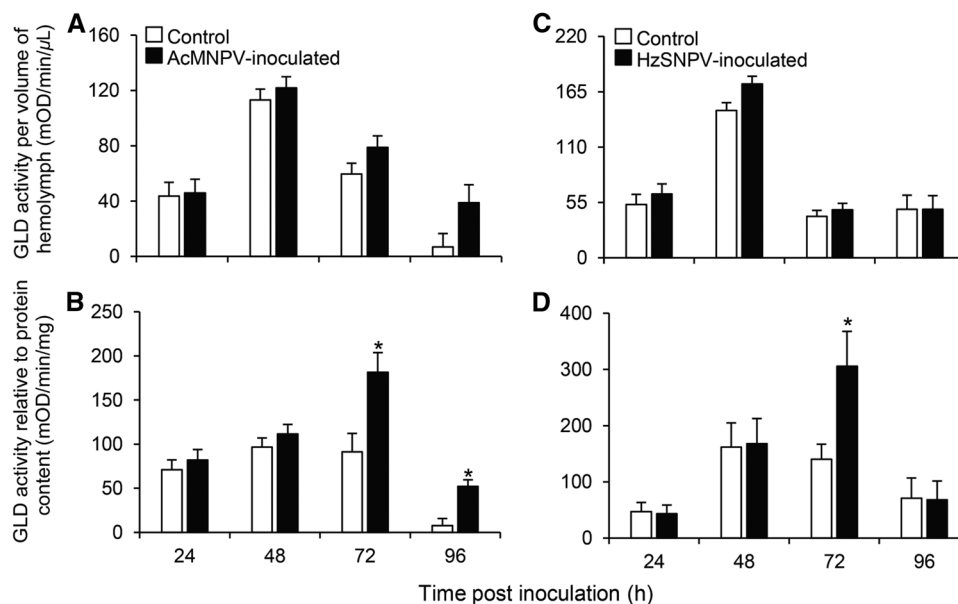 A
GLD activity per volume of
hemolymph (mOD/min/µL)
160
120
80
40
0
Control
AcMNPV-inoculated
C
220
165
110
55
0
Control
HzSNPV-inoculated
B
GLD activity relative to protein
content (mOD/min/mg)
250
200
150
100
50
0
*
*
24 48 72 96
D
400
300
200
100
0
*
24 48 72 96
Time post inoculation (h)